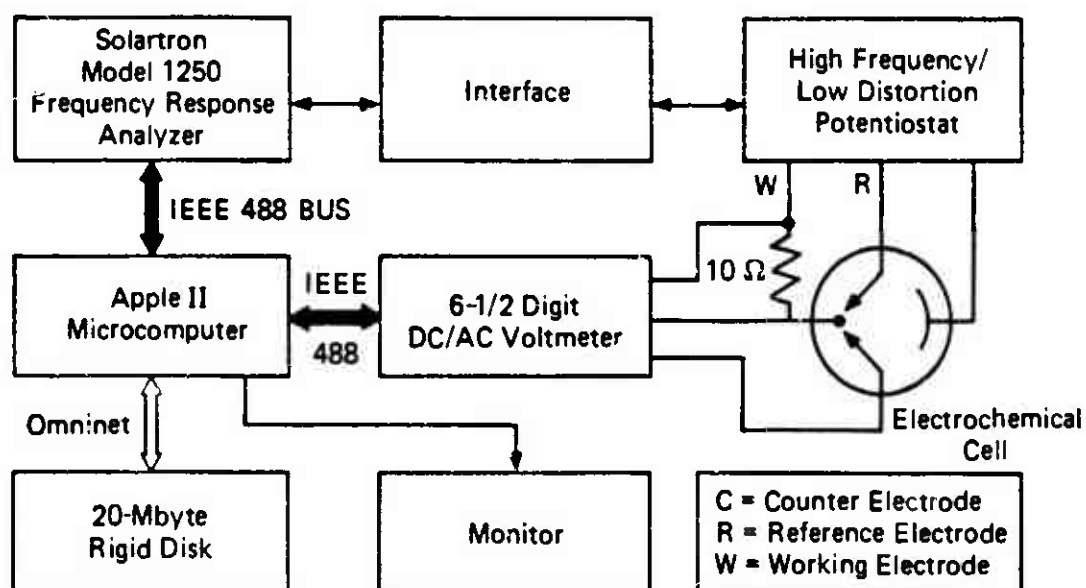 Solartron
Model 1250
Frequency Response
Analyzer
Interface
High Frequency/
Low Distortion
Potentiostat
W
R
IEEE 488 BUS
10 Ω
Apple II
Microcomputer
IEEE
488
6-1/2 Digit
DC/AC Voltmeter
Omninet
Electrochemical
Cell
20-Mbyte
Rigid Disk
Monitor
C = Counter Electrode
R = Reference Electrode
W = Working Electrode